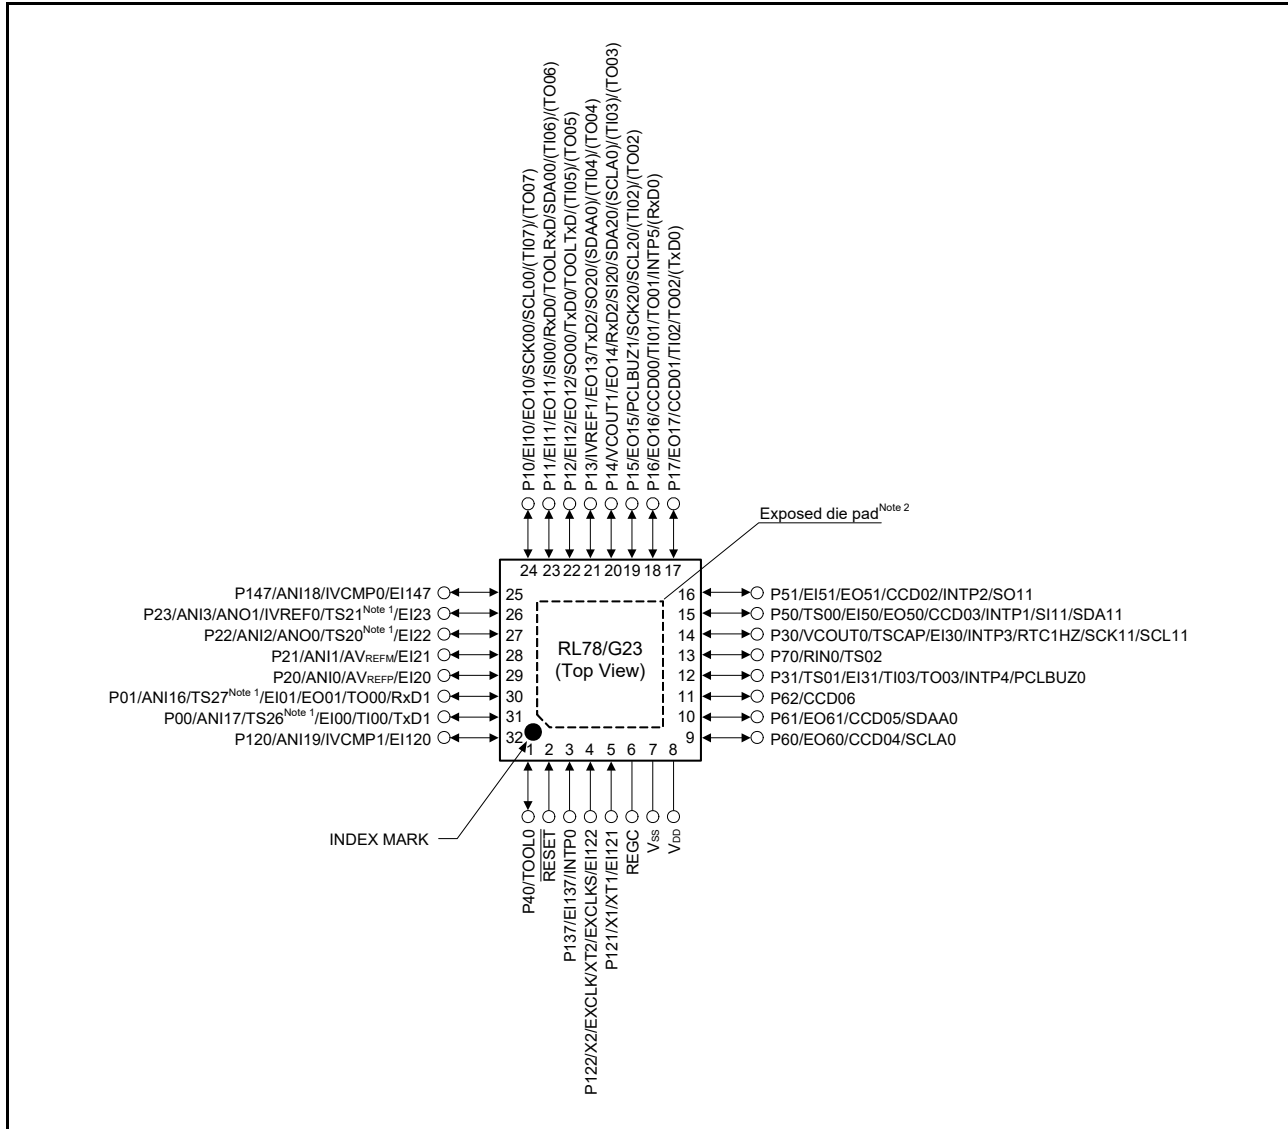 P10/EI10/EO10/SCK00/SCL00/(TI07)/(TO07)
P11/EI11/EO11/SI00/RxD0/TOOLRxD/SDA00/(TI06)/(TO06)
P12/EI12/EO12/SO00/TxD0/TOOLTxD/(TI05)/(TO05)
P13/IVREF1/EO13/TxD2/SO20/(SDAA0)/(TI04)/(TO04)
P14/VCOUT1/EO14/RxD2/SI20/SDA20/(SCLA0)/(TI03)/(TO03)
P15/EO15/PCLBUZ1/SCK20/SCL20/(TI02)/(TO02)
P16/EO16/CCD00/TI01/TO01/INTP5/(RxD0)
P17/EO17/CCD01/TI02/TO02/(TxD0)
Exposed die pad Note 2
24 23 22 21 20 19 18 17
P147/ANI18/IVCMP0/EI147 25
P23/ANI3/ANO1/IVREF0/TS21 Note 1/EI23 26
P22/ANI2/ANO0/TS20 Note 1/EI22 27
P21/ANI1/AVREFM/EI21 28
P20/ANI0/AVREFP/EI20 29
P01/ANI16/TS27 Note 1/EI01/EO01/TO00/RxD1 30
P00/ANI17/TS26 Note 1/EI00/TI00/TxD1 31
P120/ANI19/IVCMP1/EI120 32
RL78/G23
(Top View)
16 P51/EI51/EO51/CCD02/INTP2/SO11
15 P50/TS00/EI50/EO50/CCD03/INTP1/SI11/SDA11
14 P30/VCOUT0/TSCAP/EI30/INTP3/RTC1HZ/SCK11/SCL11
13 P70/RIN0/TS02
12 P31/TS01/EI31/TI03/TO03/INTP4/PCLBUZ0
11 P62/CCD06
10 P61/EO61/CCD05/SDAA0
9 P60/EO60/CCD04/SCLA0
1 2 3 4 5 6 7 8
INDEX MARK
P40/TOOL0
RESET
P137/EI137/INTP0
P122/X2/EXCLK/XT2/EXCLKS/EI122
P121/X1/XT1/EI121
REGC
VSS
VDD